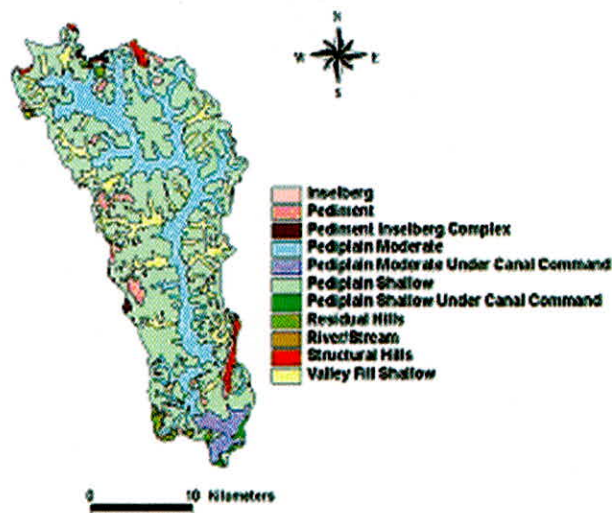 N
W E
S
Inselberg
Pediment
Pediment Inselberg Complex
Pediplain Moderate
Pediplain Moderate Under Canal Command
Pediplain Shallow
Pediplain Shallow Under Canal Command
Residual Hills
River/Stream
Structural Hills
Valley Fill Shallow
0 10 Kilometers